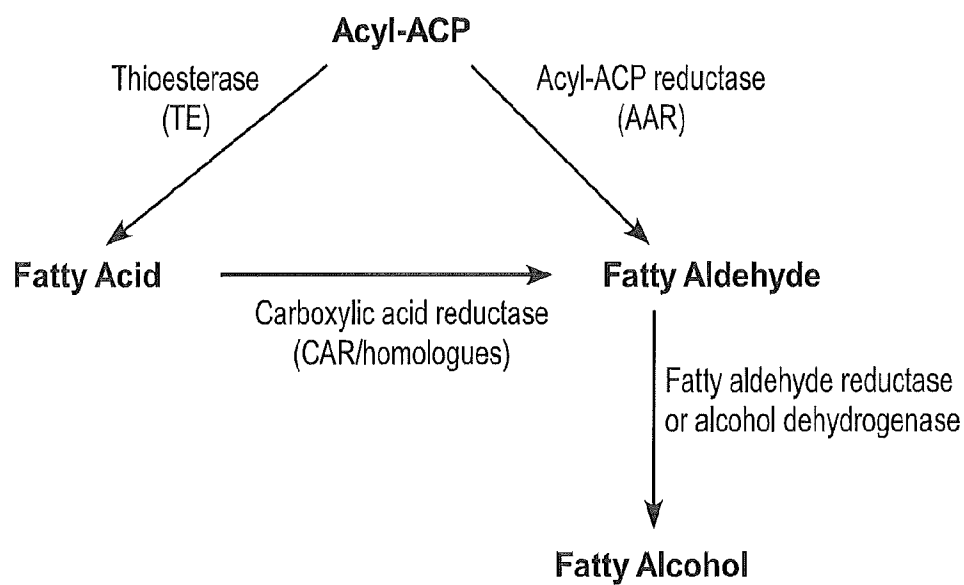 Acyl-ACP
Thioesterase
(TE)
Acyl-ACP reductase
(AAR)
Fatty Acid
Fatty Aldehyde
Carboxylic acid reductase
(CAR/homologues)
Fatty aldehyde reductase
or alcohol dehydrogenase
Fatty Alcohol